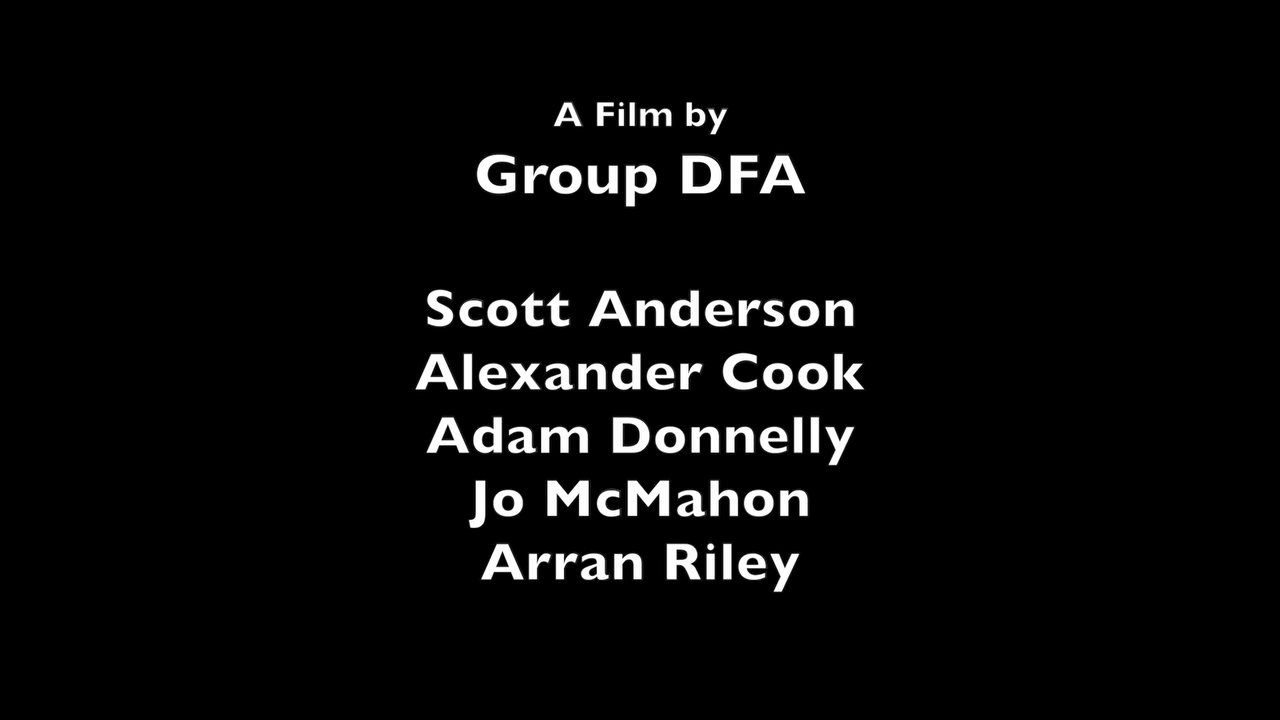 A Film by
Group DFA
Scott Anderson
Alexander Cook
Adam Donnelly
Jo McMahon
Arran Riley